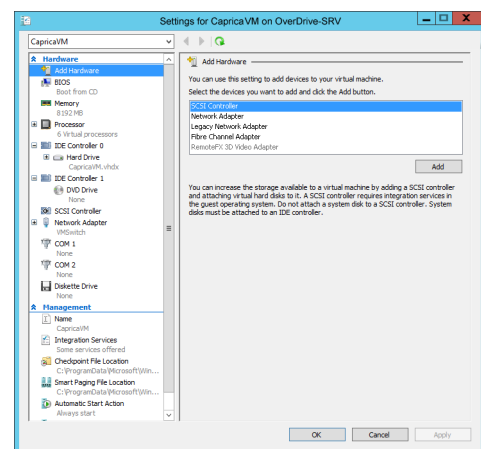 Settings for CapricaVM on OverDrive-SRV
CapricaVM
Hardware
Add Hardware
BIOS
Boot from CD
Memory
8192 MB
Processor
6 Virtual processors
IDE Controller 0
Hard Drive
CapricaVM.vhdx
IDE Controller 1
DVD Drive
None
SCSI Controller
Network Adapter
VMSwitch
COM 1
None
COM 2
None
Diskette Drive
None
Management
Name
CapricaVM
Integration Services
Some services offered
Checkpoint File Location
C:\ProgramData\Microsoft\Win...
Smart Paging File Location
C:\ProgramData\Microsoft\Win...
Automatic Start Action
Always start
Add Hardware
You can use this setting to add devices to your virtual machine.
Select the devices you want to add and click the Add button.
SCSI Controller
Network Adapter
Legacy Network Adapter
Fibre Channel Adapter
RemoteFX 3D Video Adapter
Add
You can increase the storage available to a virtual machine by adding a SCSI controller
and attaching virtual hard disks to it. A SCSI controller requires integration services in
the guest operating system. Do not attach a system disk to a SCSI controller. System
disks must be attached to an IDE controller.
OK
Cancel
Apply